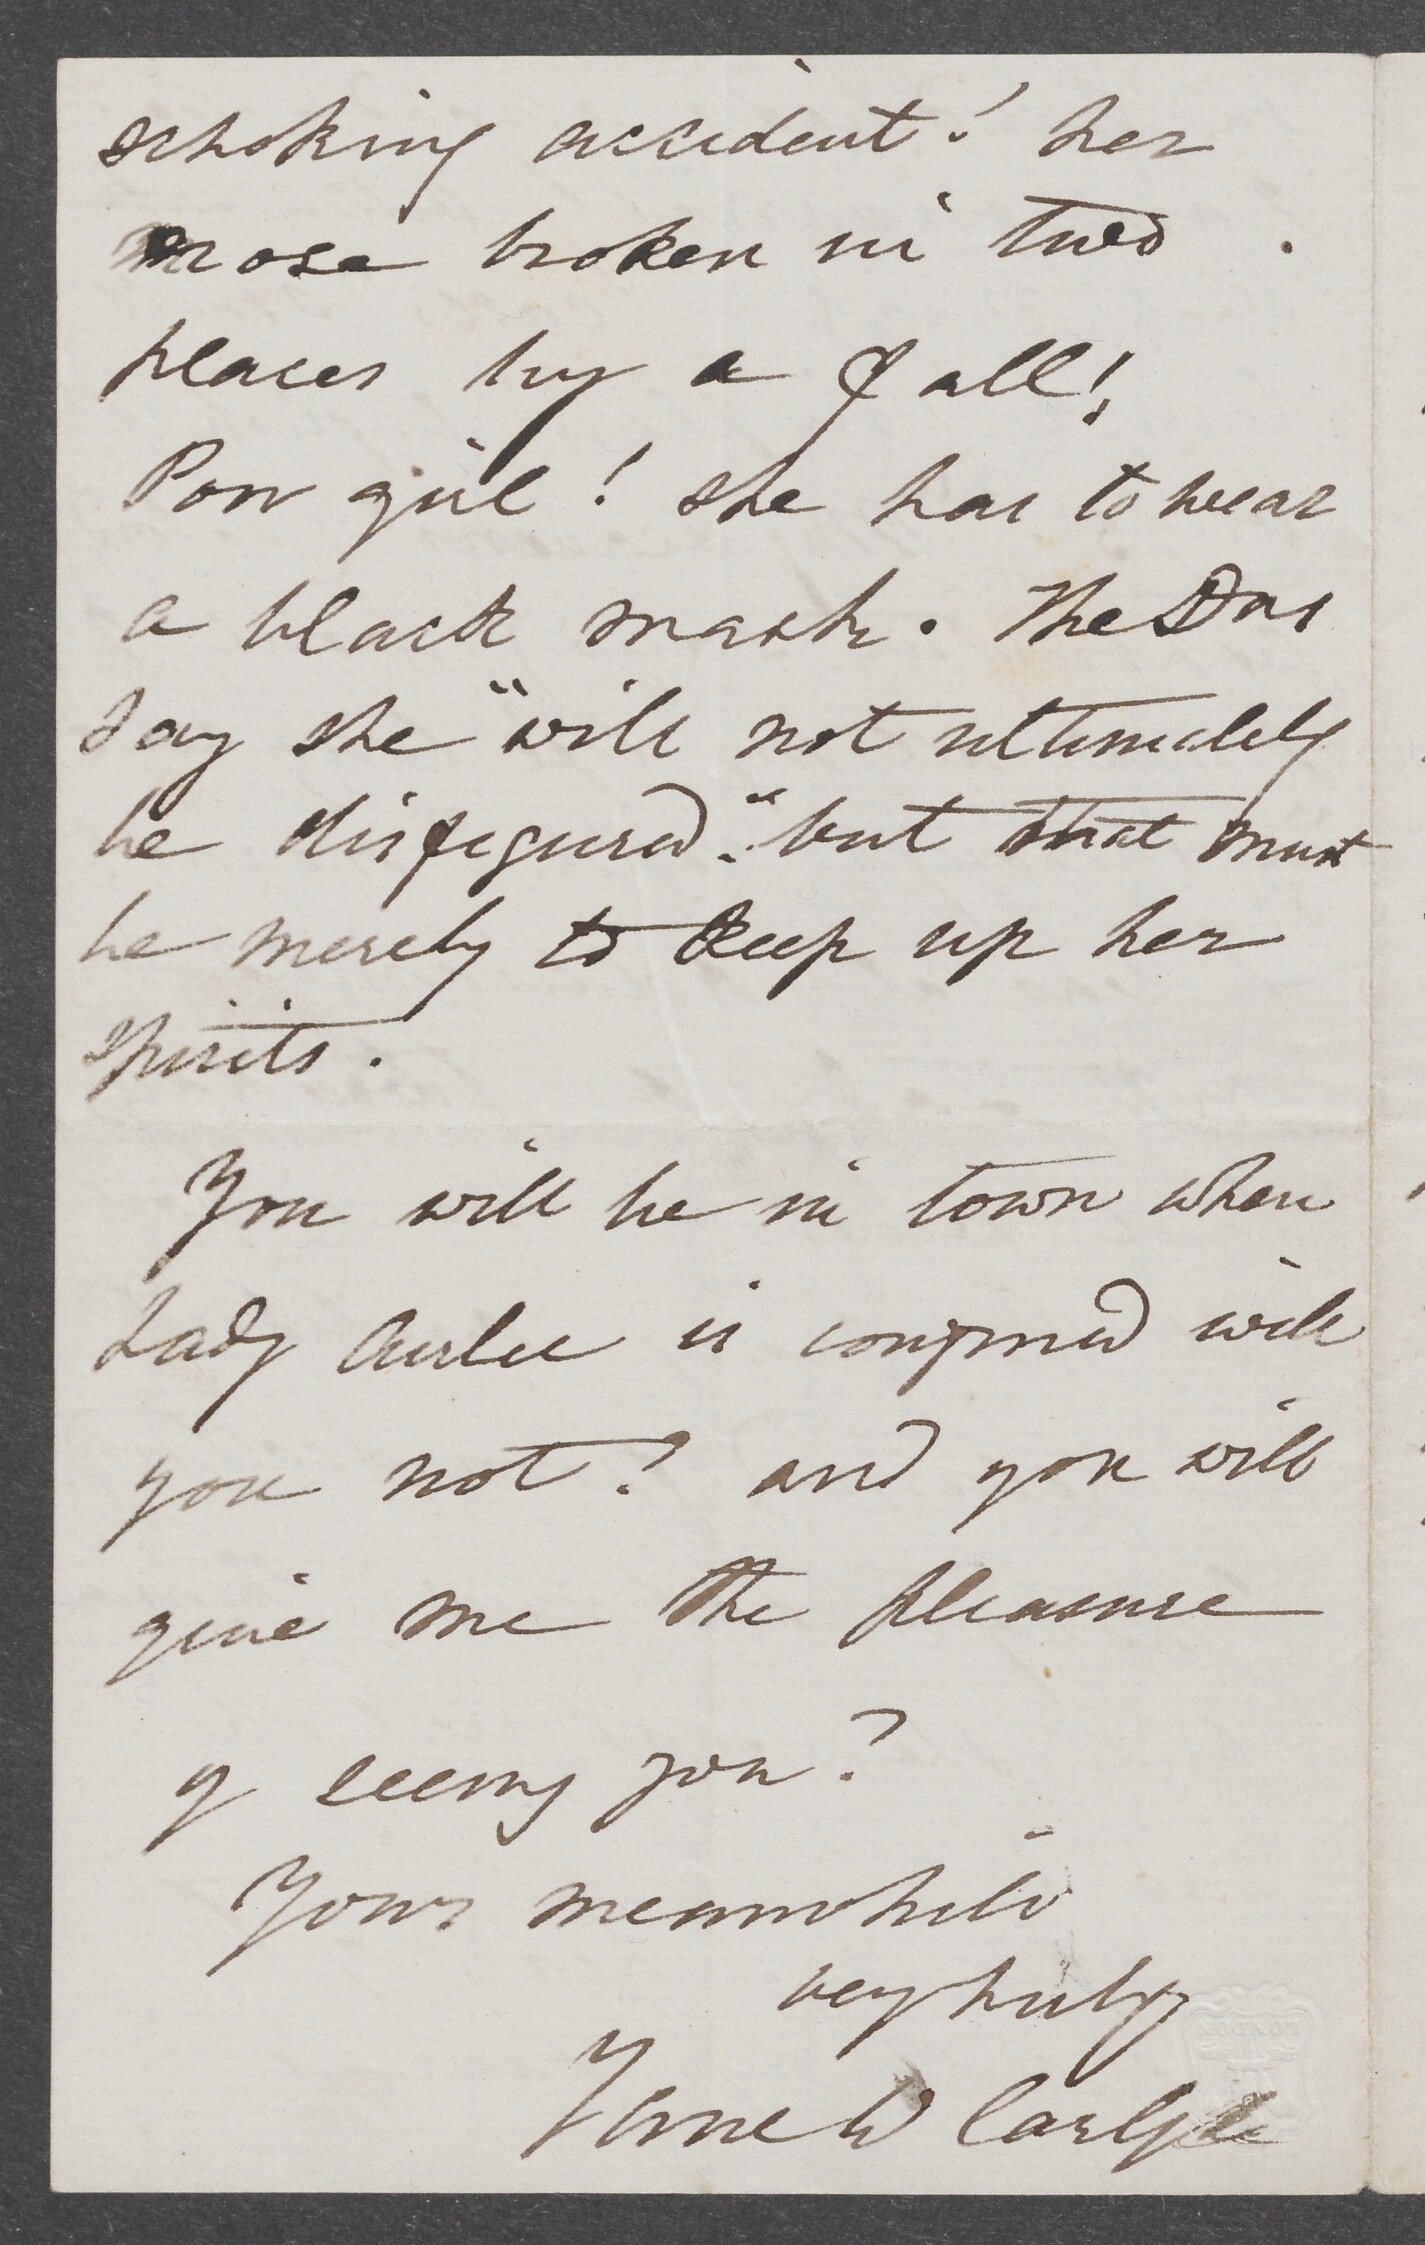 schoking accident! her
nose broken in two
places by a fall!
Poor girl! she has to wear
a black mask. The Drs
say she "will not ultimately
be disfigured." but that must
be merely to keep up her
spirits.
You will be in town when
Lady Airlie is confined will
you not? and you will
give me the pleasure
of seeing you?
Yours meanwhile
very truly
Jane W Carlyle